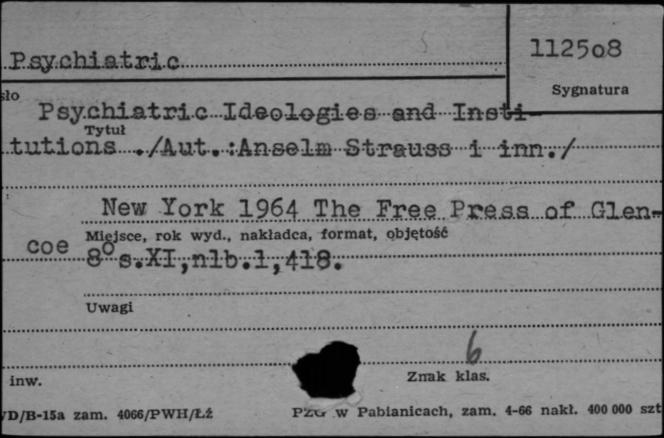 Psychiatric
112508
Sygnatura
sło
Psychiatric Ideologies and Insti-
Tytuł
tutions ./Aut.:Anselm Strauss i inn./
New York 1964 The Free Press of Glen-
Miejsce, rok wyd., nakładca, format, objętość
coe 8° s.XI,nlb.1,418.
Uwagi
6
inw.
Znak klas.
/D/B-15a zam. 4066/PWH/Łź
PZG w Pabianicach, zam. 4-66 nakł. 400 000 szt